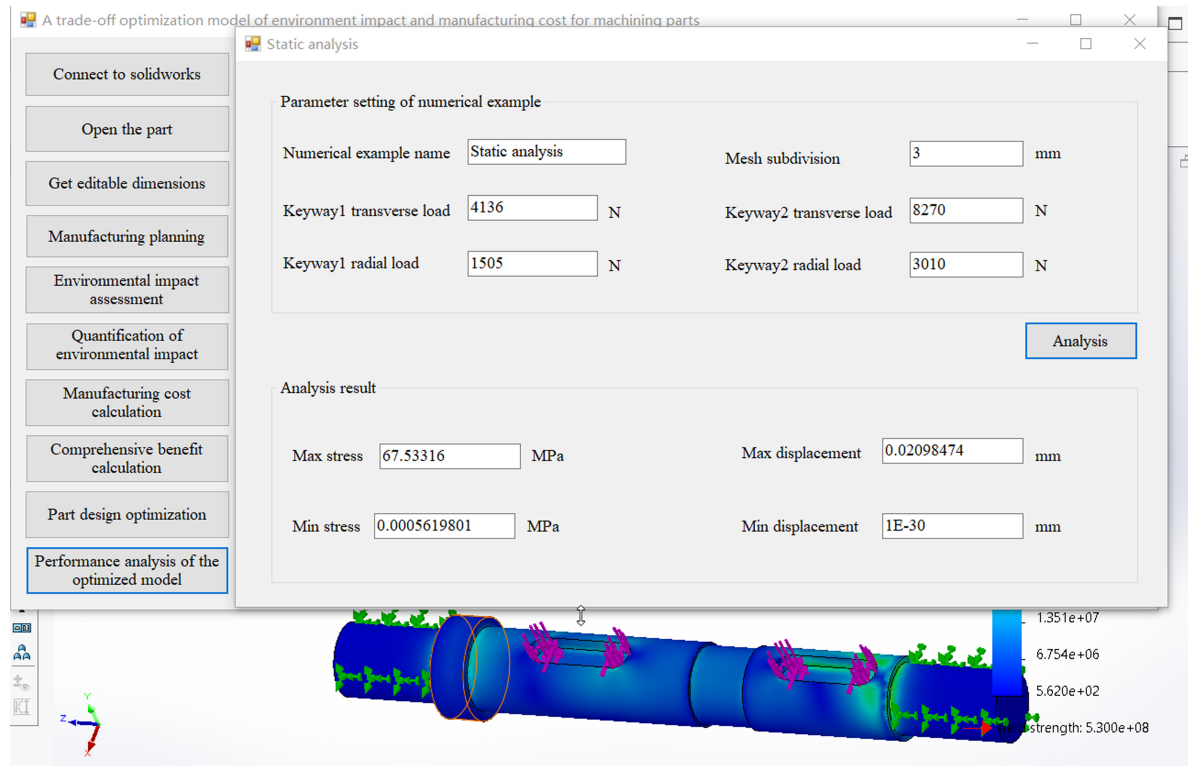 A trade-off optimization model of environment impact and manufacturing cost for machining parts
Connect to solidworks
Open the part
Get editable dimensions
Manufacturing planning
Environmental impact
assessment
Quantification of
environmental impact
Manufacturing cost
calculation
Comprehensive benefit
calculation
Part design optimization
Performance analysis of the
optimized model
Static analysis
Parameter setting of numerical example
Numerical example name Static analysis Mesh subdivision 3 mm
Keyway1 transverse load 4136 N Keyway2 transverse load 8270 N
Keyway1 radial load 1505 N Keyway2 radial load 3010 N
Analysis
Analysis result
Max stress 67.53316 MPa Max displacement 0.02098474 mm
Min stress 0.0005619801 MPa Min displacement 1E-30 mm
1.351e+07
6.754e+06
5.620e+02
strength: 5.300e+08
Y
Z
X